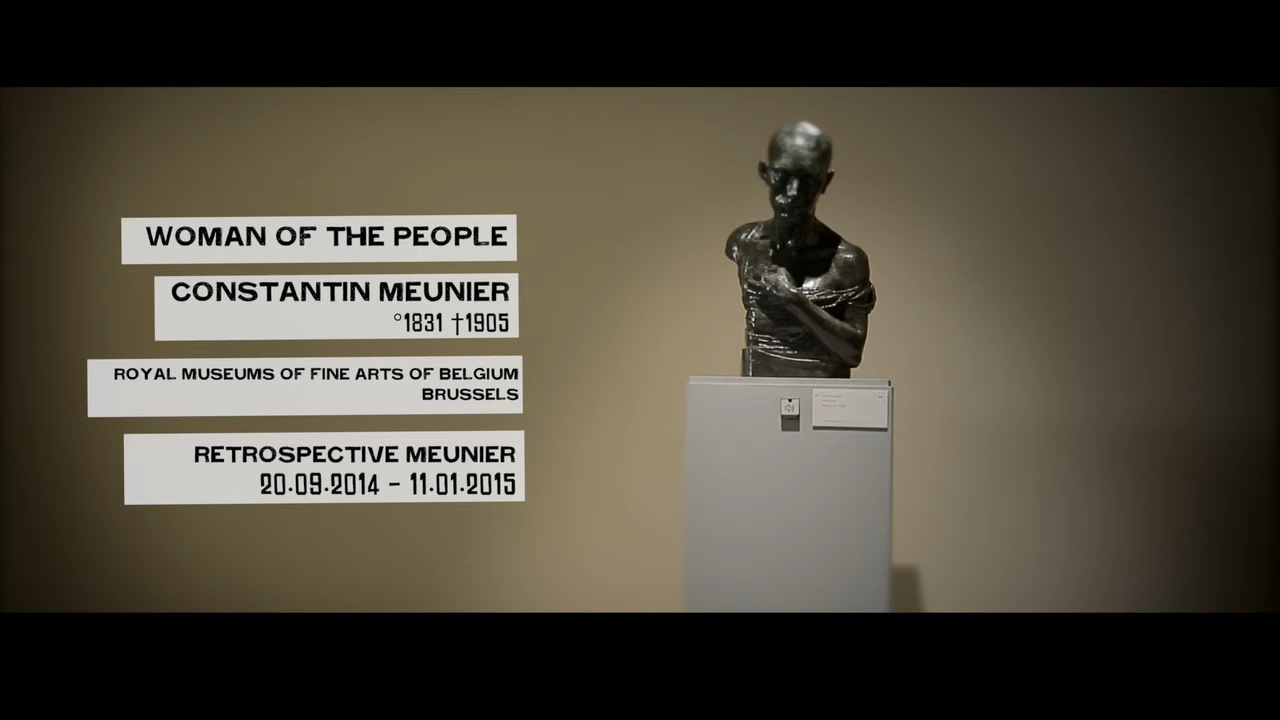 WOMAN OF THE PEOPLE
CONSTANTIN MEUNIER
°1831 †1905
ROYAL MUSEUMS OF FINE ARTS OF BELGIUM
BRUSSELS
RETROSPECTIVE MEUNIER
20.09.2014 – 11.01.2015